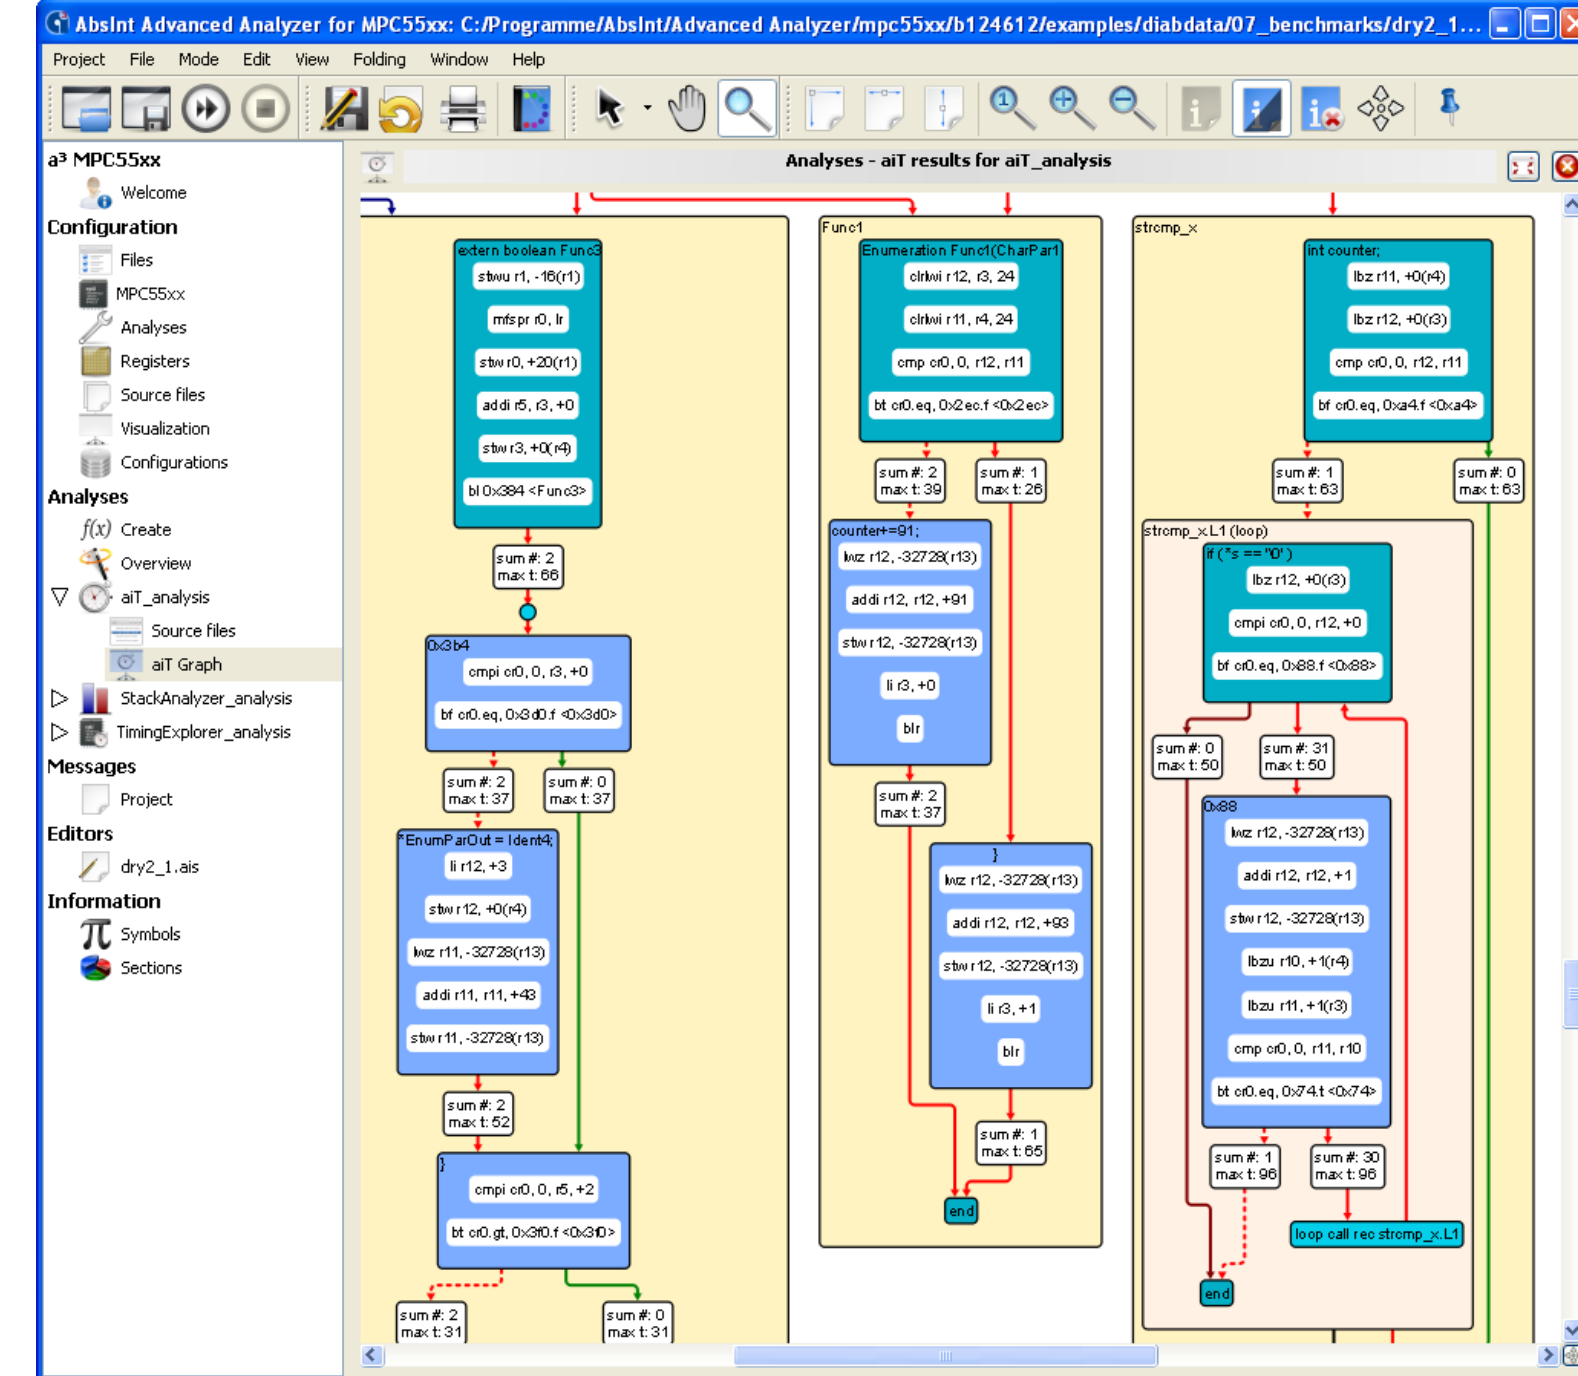 AbsInt Advanced Analyzer for MPC55xx: C:/Programme/AbsInt/Advanced Analyzer/mpc55xx/b124612/examples/diabdata/07_benchmarks/dry2_1...
Project File Mode Edit View Folding Window Help
a³ MPC55xx
Welcome
Configuration
Files
MPC55xx
Analyses
Registers
Source files
Visualization
Configurations
Analyses
f(x) Create
Overview
aiT_analysis
Source files
aiT Graph
StackAnalyzer_analysis
TimingExplorer_analysis
Messages
Project
Editors
dry2_1.ais
Information
Symbols
Sections
Analyses - aiT results for aiT_analysis
extern boolean Func3
stwu r1, -16(r1)
mfspr r0, lr
stw r0, +20(r1)
addi r5, r3, +0
stw r3, +0(r4)
bl 0x384 <Func3>
sum #: 2
max t: 66
0x3b4
cmpi cr0, 0, r3, +0
bf cr0.eq, 0x3d0.f <0x3d0>
sum #: 2
max t: 37
sum #: 0
max t: 37
*EnumParOut = Ident4;
li r12, +3
stw r12, +0(r4)
lwz r11, -32728(r13)
addi r11, r11, +43
stw r11, -32728(r13)
sum #: 2
max t: 52
}
cmpi cr0, 0, r5, +2
bt cr0.gt, 0x3f0.f <0x3f0>
sum #: 2
max t: 31
sum #: 0
max t: 31
Func1
Enumeration Func1(CharPar1
clrlwi r12, r3, 24
clrlwi r11, r4, 24
cmp cr0, 0, r12, r11
bt cr0.eq, 0x2ec.f <0x2ec>
sum #: 2
max t: 39
sum #: 1
max t: 26
counter+=91;
lwz r12, -32728(r13)
addi r12, r12, +91
stw r12, -32728(r13)
li r3, +0
blr
sum #: 2
max t: 37
}
lwz r12, -32728(r13)
addi r12, r12, +93
stw r12, -32728(r13)
li r3, +1
blr
sum #: 1
max t: 65
end
strcmp_x
int counter;
lbz r11, +0(r4)
lbz r12, +0(r3)
cmp cr0, 0, r12, r11
bf cr0.eq, 0xa4.f <0xa4>
sum #: 1
max t: 63
sum #: 0
max t: 63
strcmp_x.L1 (loop)
if (*s == '\0')
lbz r12, +0(r3)
cmpi cr0, 0, r12, +0
bf cr0.eq, 0x88.f <0x88>
sum #: 0
max t: 50
sum #: 31
max t: 50
0x88
lwz r12, -32728(r13)
addi r12, r12, +1
stw r12, -32728(r13)
lbzu r10, +1(r4)
lbzu r11, +1(r3)
cmp cr0, 0, r11, r10
bt cr0.eq, 0x74.t <0x74>
sum #: 1
max t: 96
sum #: 30
max t: 96
loop call rec strcmp_x.L1
end